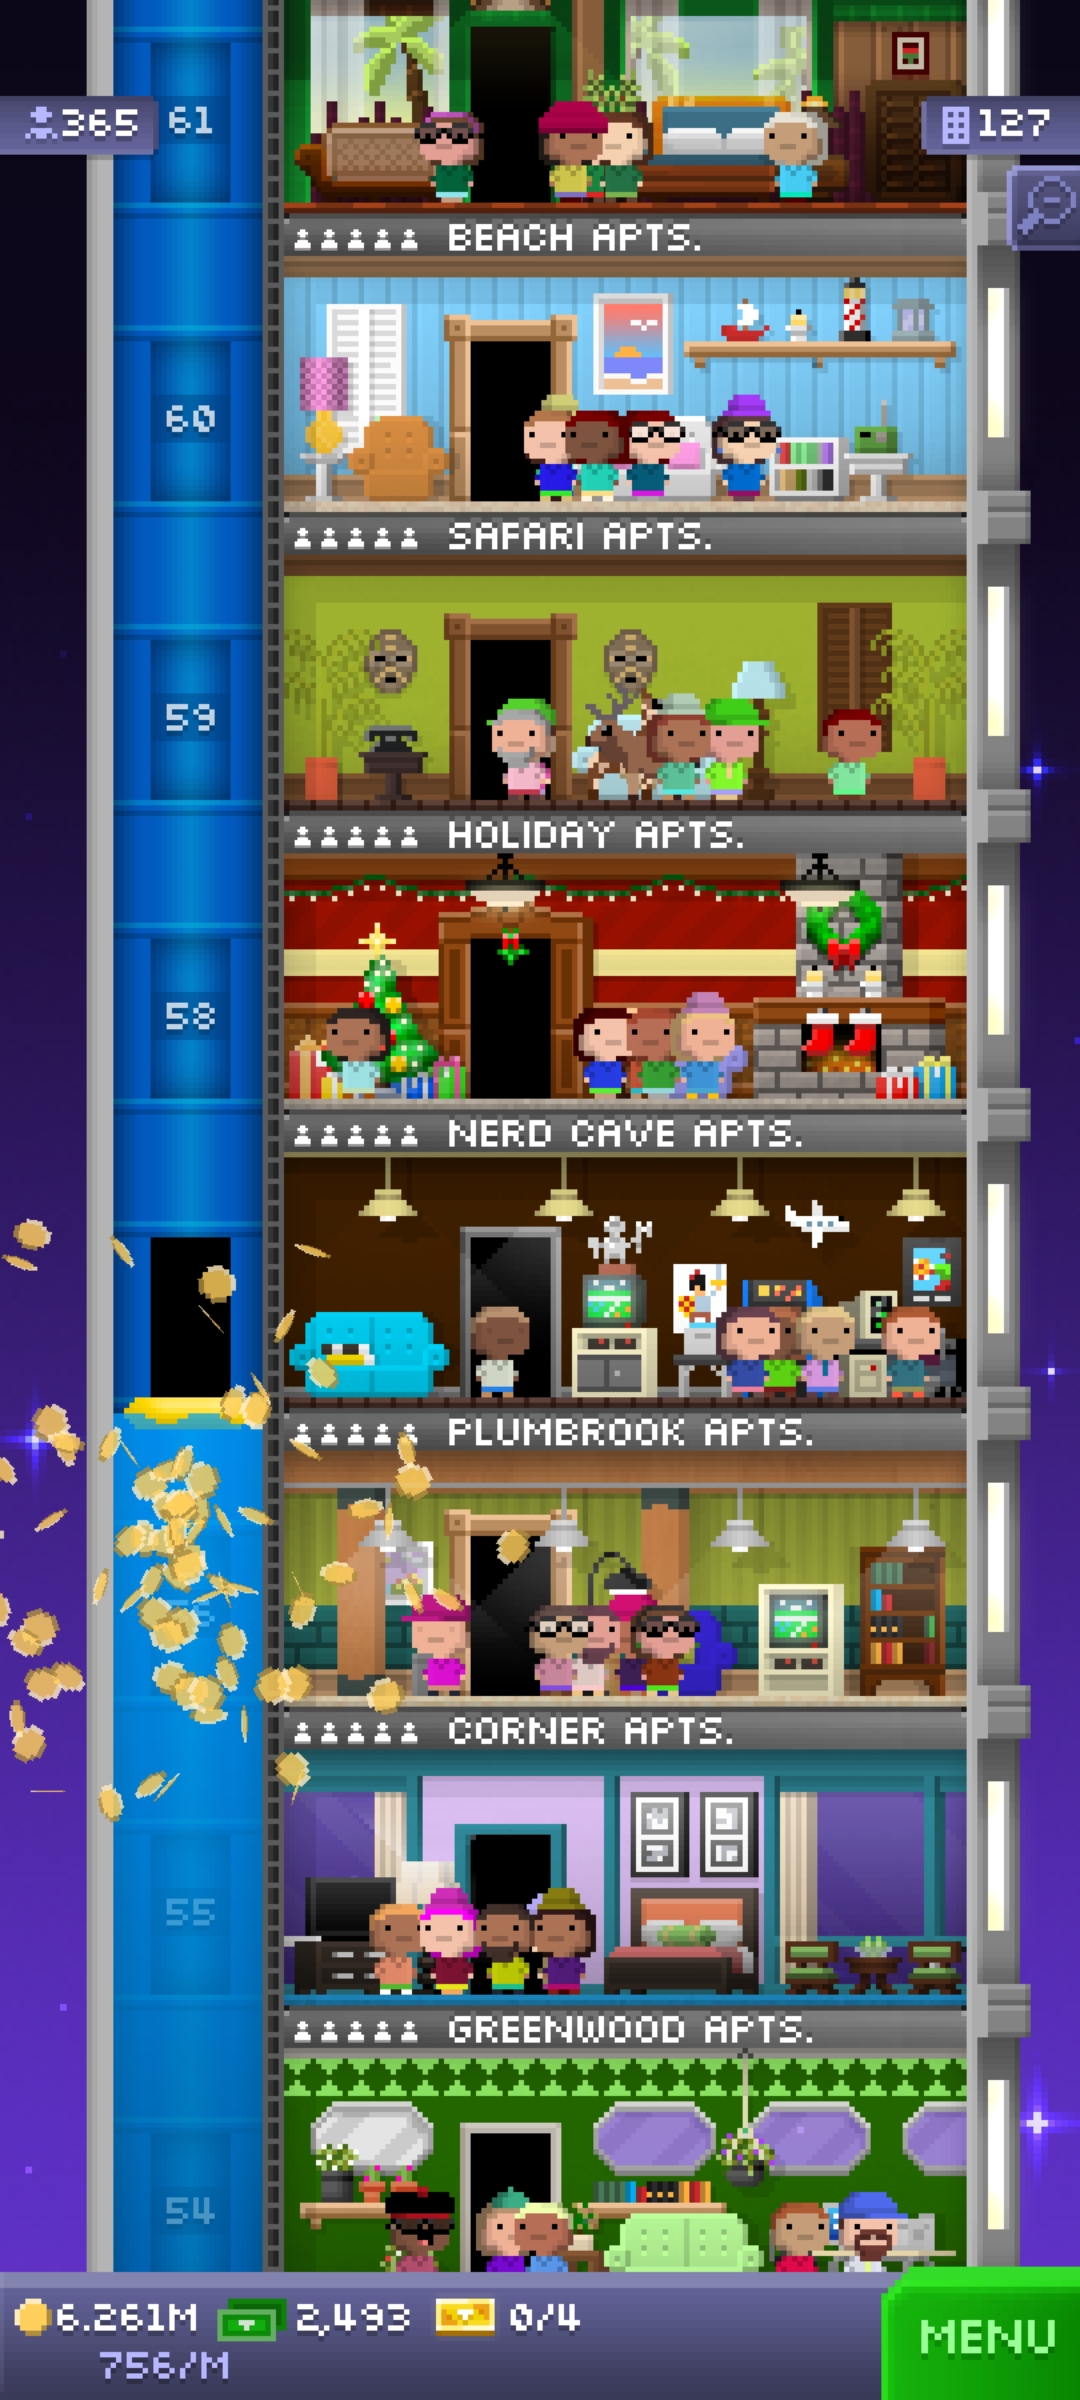 365
61
127
BEACH APTS.
60
SAFARI APTS.
59
HOLIDAY APTS.
58
NERD CAVE APTS.
PLUMBROOK APTS.
CORNER APTS.
55
GREENWOOD APTS.
54
6.261M
2,493
0/4
MENU
756/M